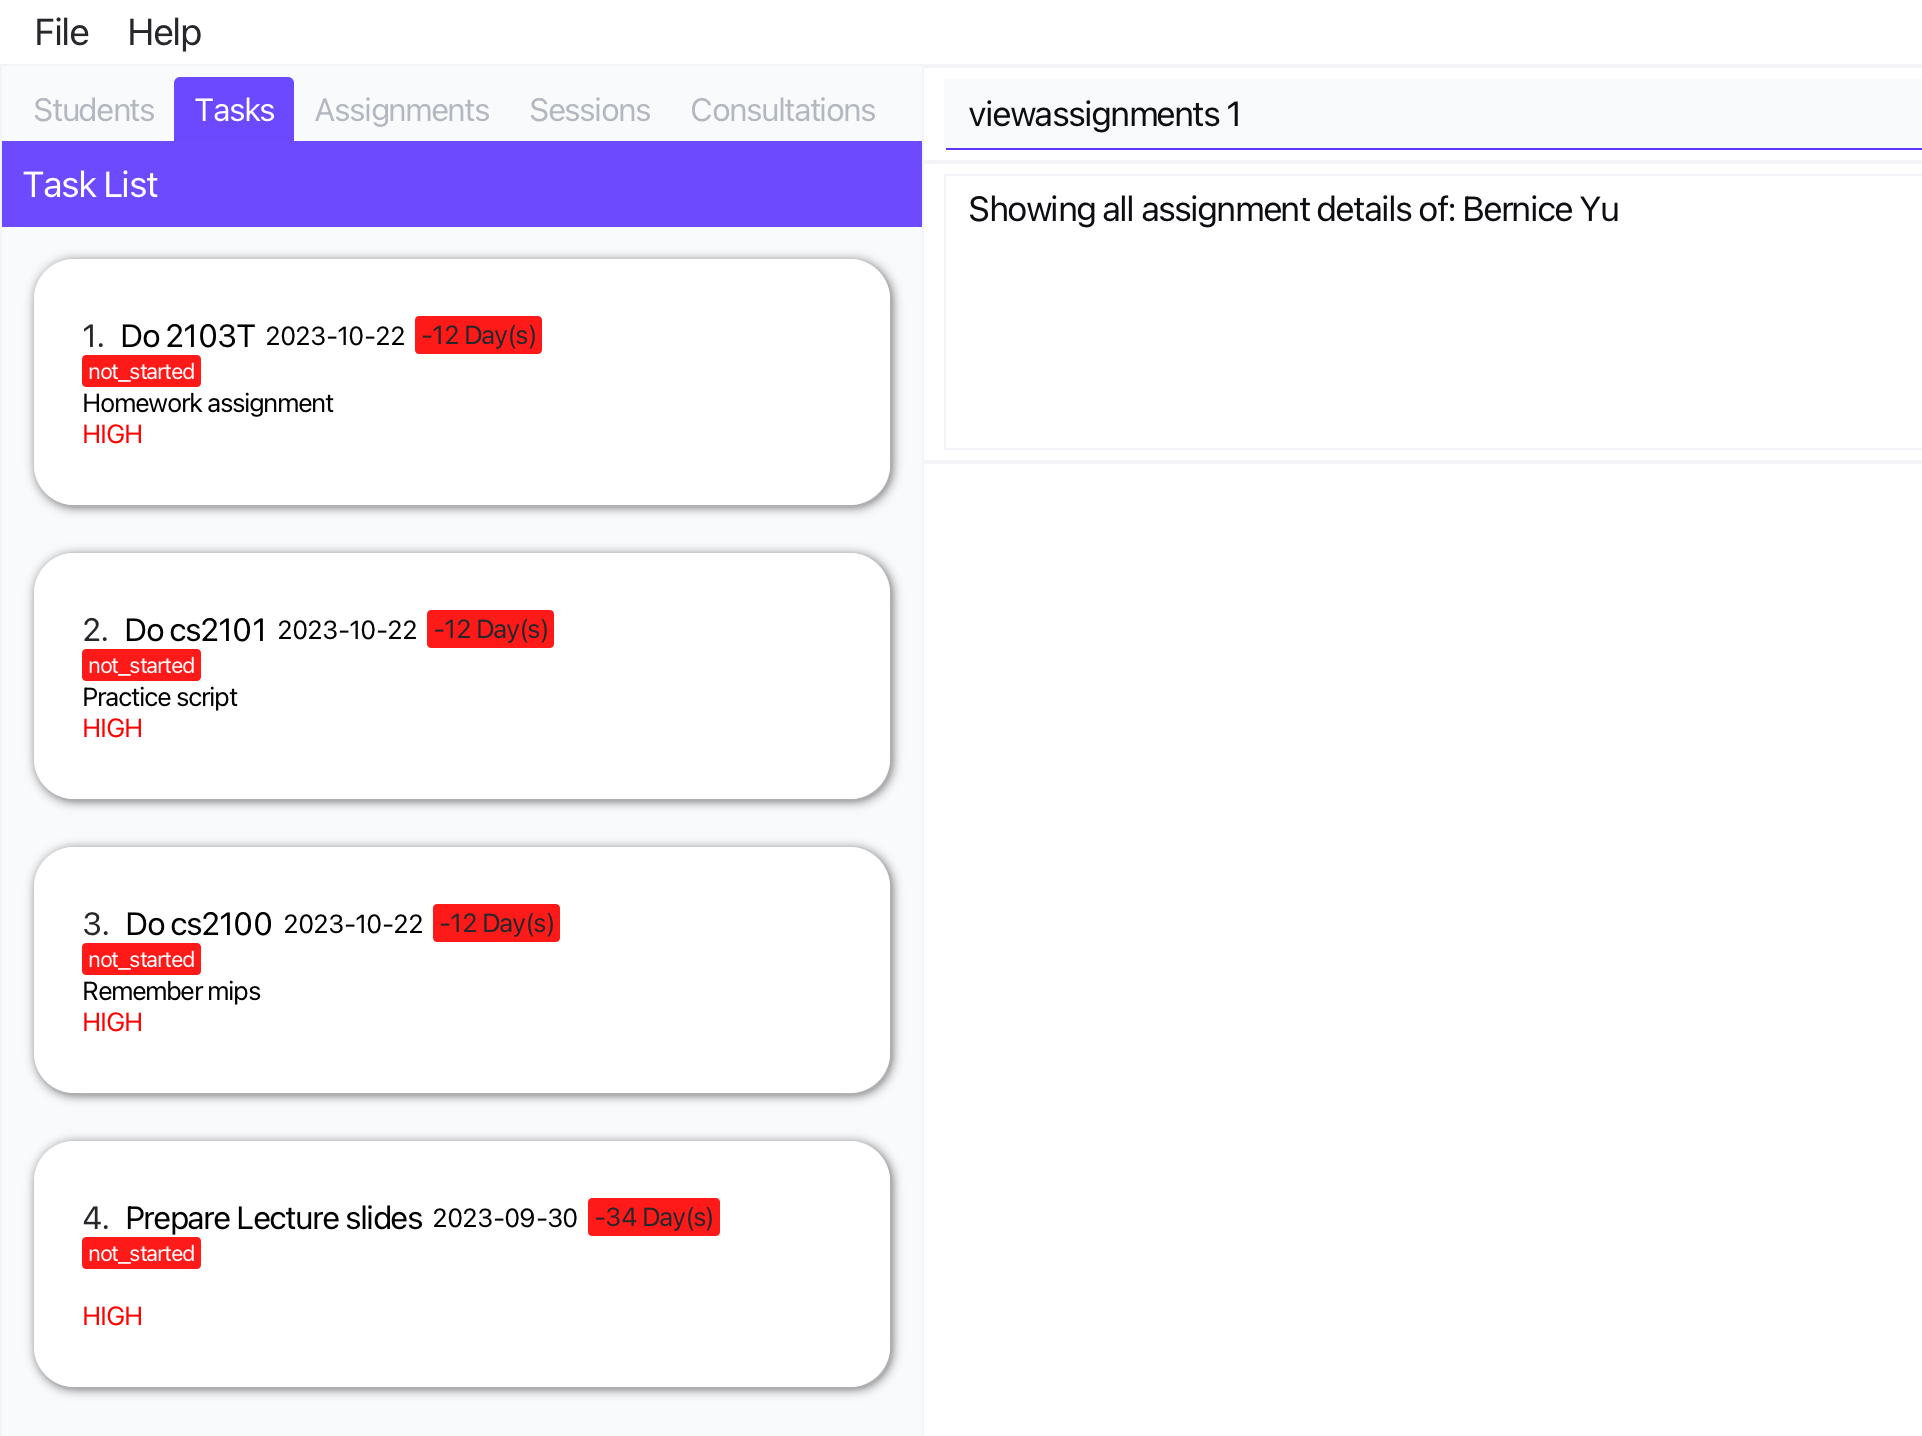 File Help
Students Tasks Assignments Sessions Consultations
Task List
1. Do 2103T 2023-10-22 -12 Day(s)
not_started
Homework assignment
HIGH
2. Do cs2101 2023-10-22 -12 Day(s)
not_started
Practice script
HIGH
3. Do cs2100 2023-10-22 -12 Day(s)
not_started
Remember mips
HIGH
4. Prepare Lecture slides 2023-09-30 -34 Day(s)
not_started
HIGH
viewassignments 1
Showing all assignment details of: Bernice Yu